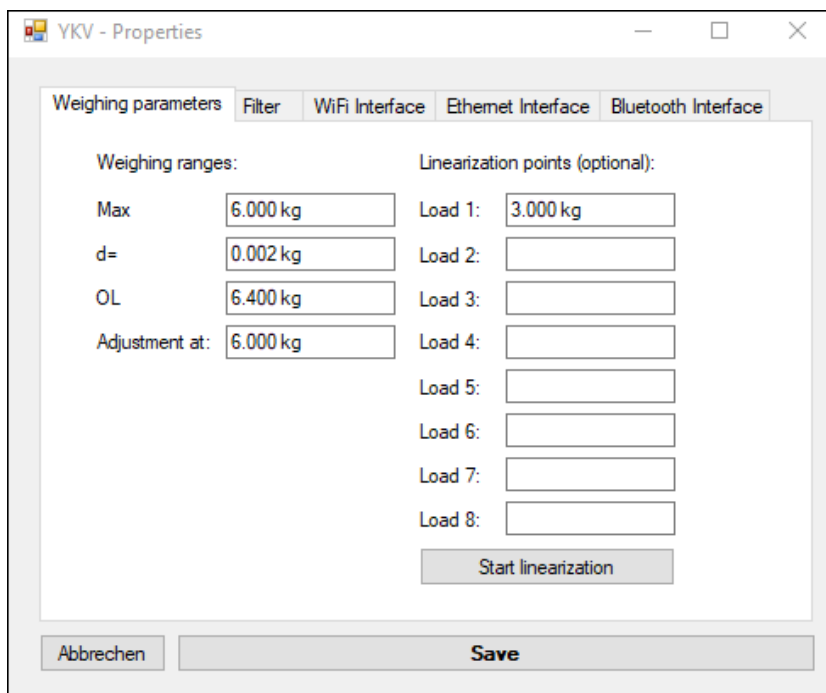 YKV - Properties
Weighing parameters Filter WiFi Interface Ethernet Interface Bluetooth Interface
Weighing ranges: Linearization points (optional):
Max 6.000 kg Load 1: 3.000 kg
d= 0.002 kg Load 2:
OL 6.400 kg Load 3:
Adjustment at: 6.000 kg Load 4:
Load 5:
Load 6:
Load 7:
Load 8:
Start linearization
Abbrechen Save